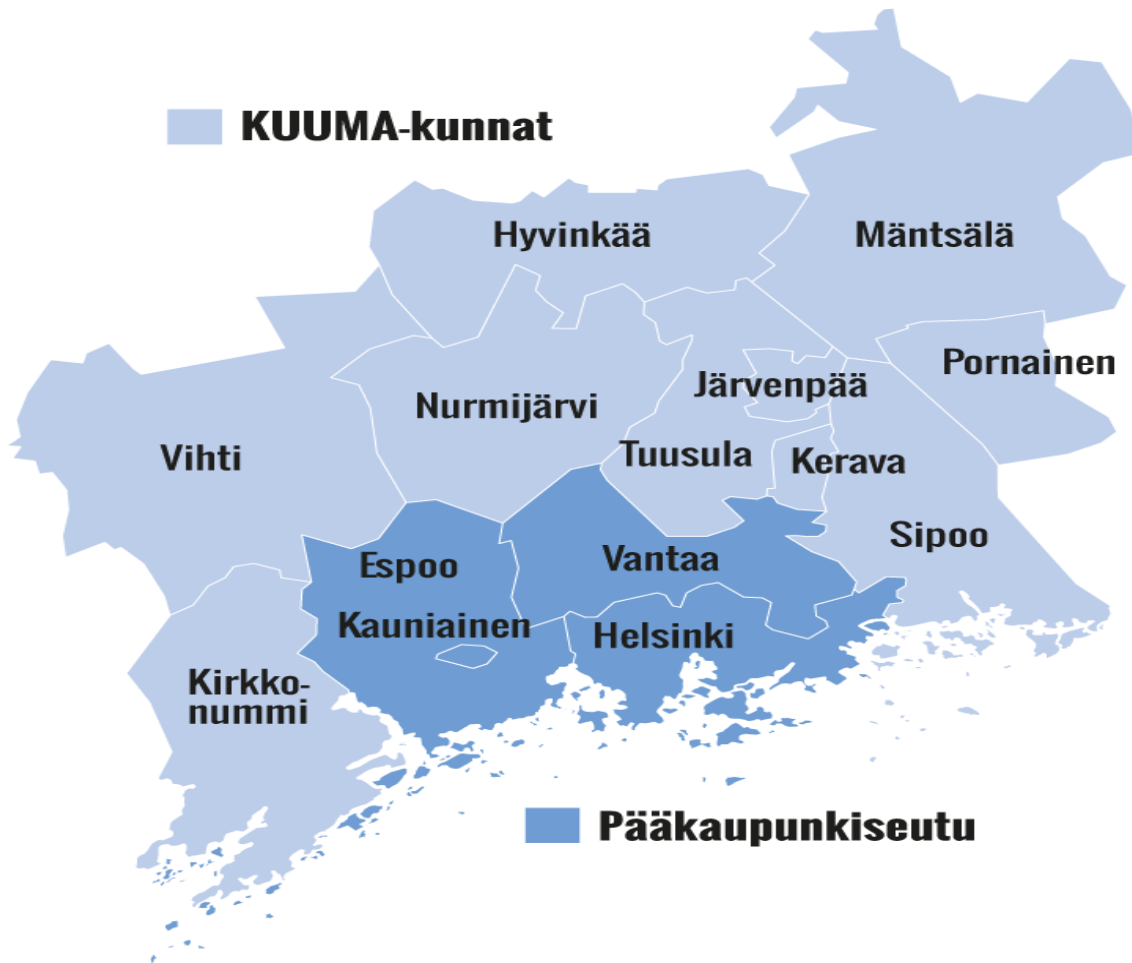 KUUMA-kunnat
Hyvinkää
Mäntsälä
Pornainen
Järvenpää
Nurmijärvi
Vihti
Tuusula
Kerava
Sipoo
Espoo
Vantaa
Kauniainen
Helsinki
Kirkko-
nummi
Pääkaupunkiseutu